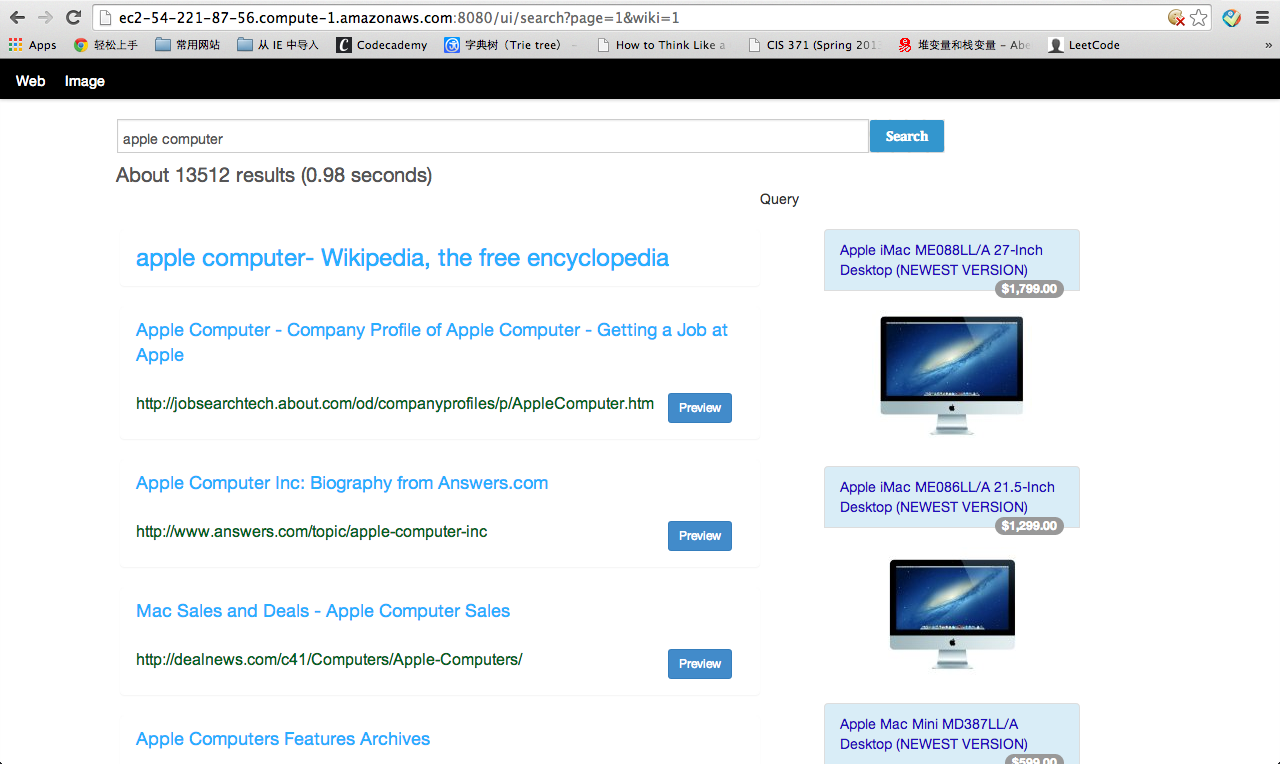 ec2-54-221-87-56.compute-1.amazonaws.com:8080/ui/search?page=1&wiki=1
Apps 轻松上手 常用网站 从 IE 中导入 Codecademy 字典树（Trie tree） - How to Think Like a CIS 371 (Spring 201 堆变量和栈变量 - Abe LeetCode »
Web Image
apple computer Search
About 13512 results (0.98 seconds)
Query
apple computer- Wikipedia, the free encyclopedia
Apple Computer - Company Profile of Apple Computer - Getting a Job at
Apple
http://jobsearchtech.about.com/od/companyprofiles/p/AppleComputer.htm Preview
Apple Computer Inc: Biography from Answers.com
http://www.answers.com/topic/apple-computer-inc Preview
Mac Sales and Deals - Apple Computer Sales
http://dealnews.com/c41/Computers/Apple-Computers/ Preview
Apple Computers Features Archives
Apple iMac ME088LL/A 27-Inch
Desktop (NEWEST VERSION)
$1,799.00
Apple iMac ME086LL/A 21.5-Inch
Desktop (NEWEST VERSION)
$1,299.00
Apple Mac Mini MD387LL/A
Desktop (NEWEST VERSION)
$599.00